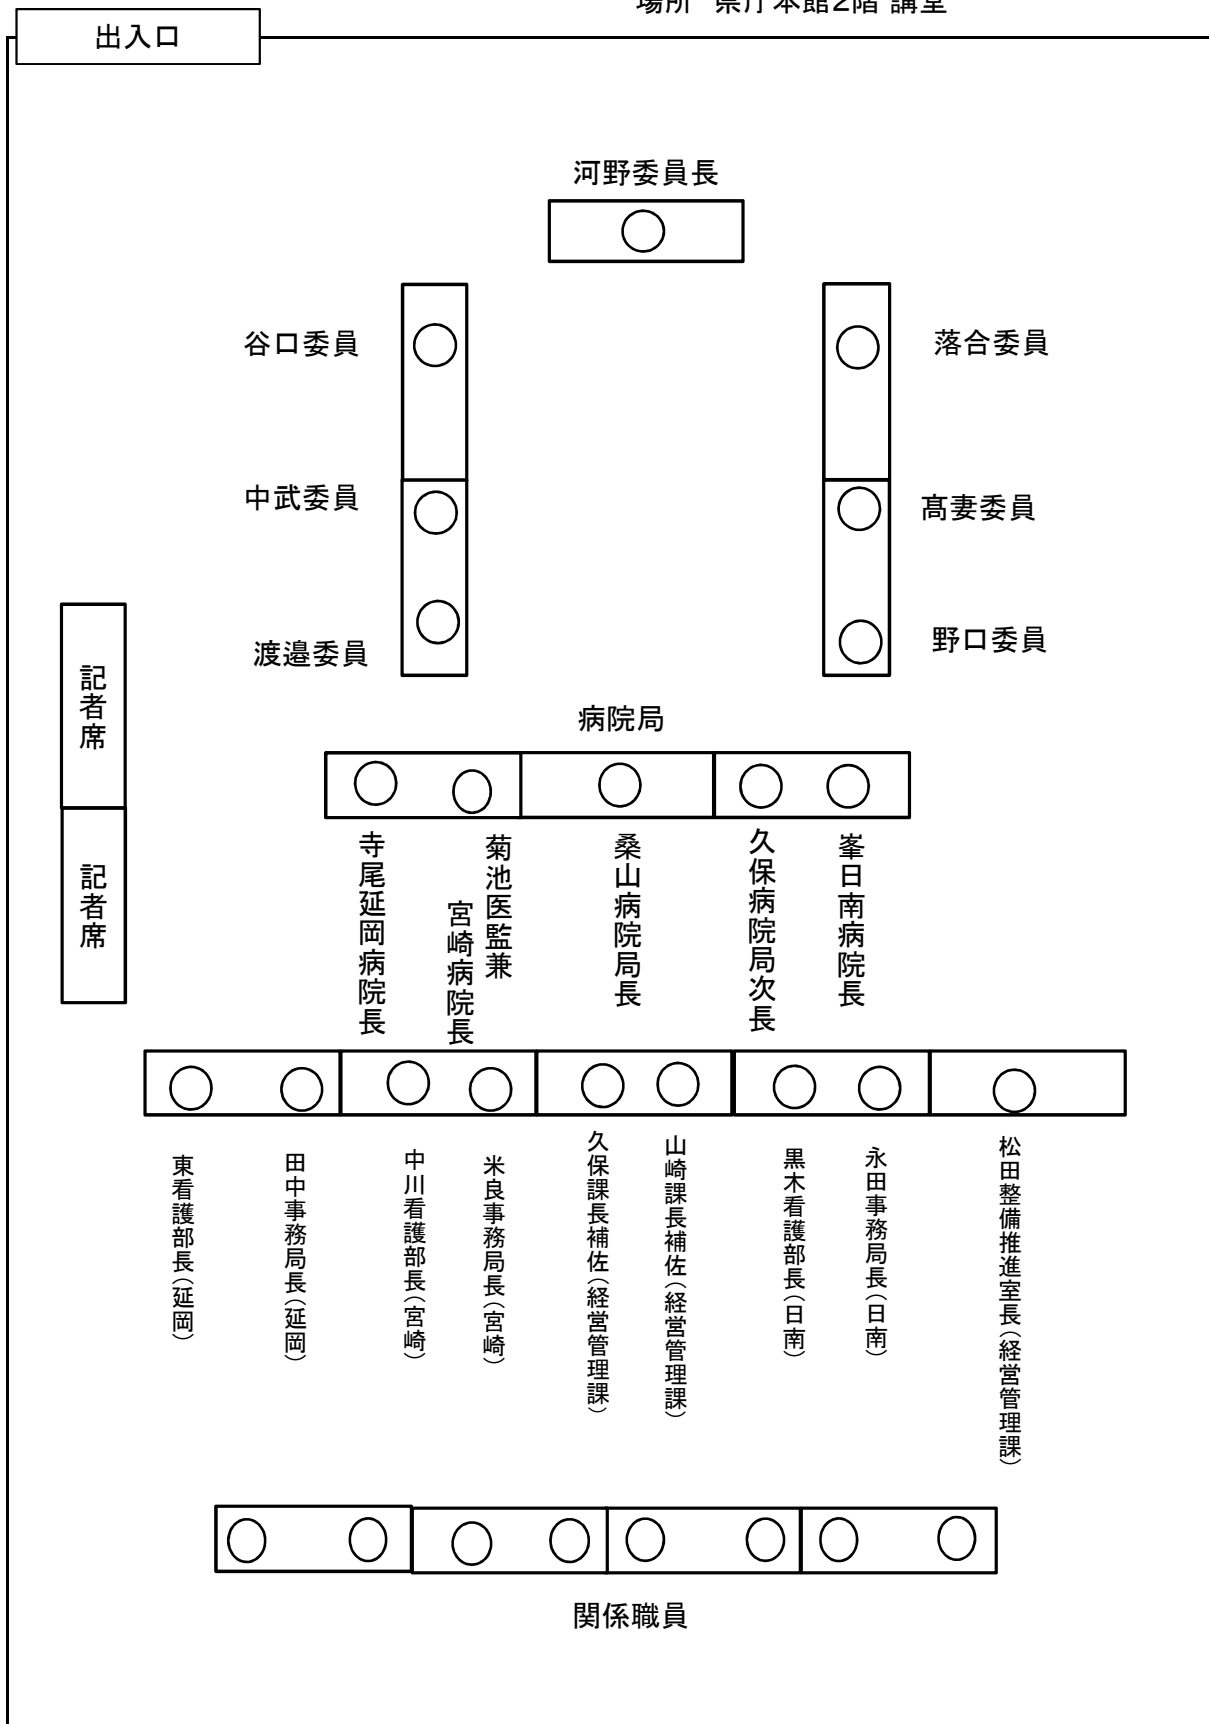 場所 県庁本館2階 講堂
出入口
河野委員長
谷口委員
落合委員
中武委員
髙妻委員
渡邉委員
野口委員
記者席
記者席
病院局
寺尾延岡病院長
菊池医監兼
宮崎病院長
桑山病院局長
久保病院局次長
峯日南病院長
東看護部長(延岡)
田中事務局長(延岡)
中川看護部長(宮崎)
米良事務局長(宮崎)
久保課長補佐(経営管理課)
山崎課長補佐(経営管理課)
黒木看護部長(日南)
永田事務局長(日南)
松田整備推進室長(経営管理課)
関係職員